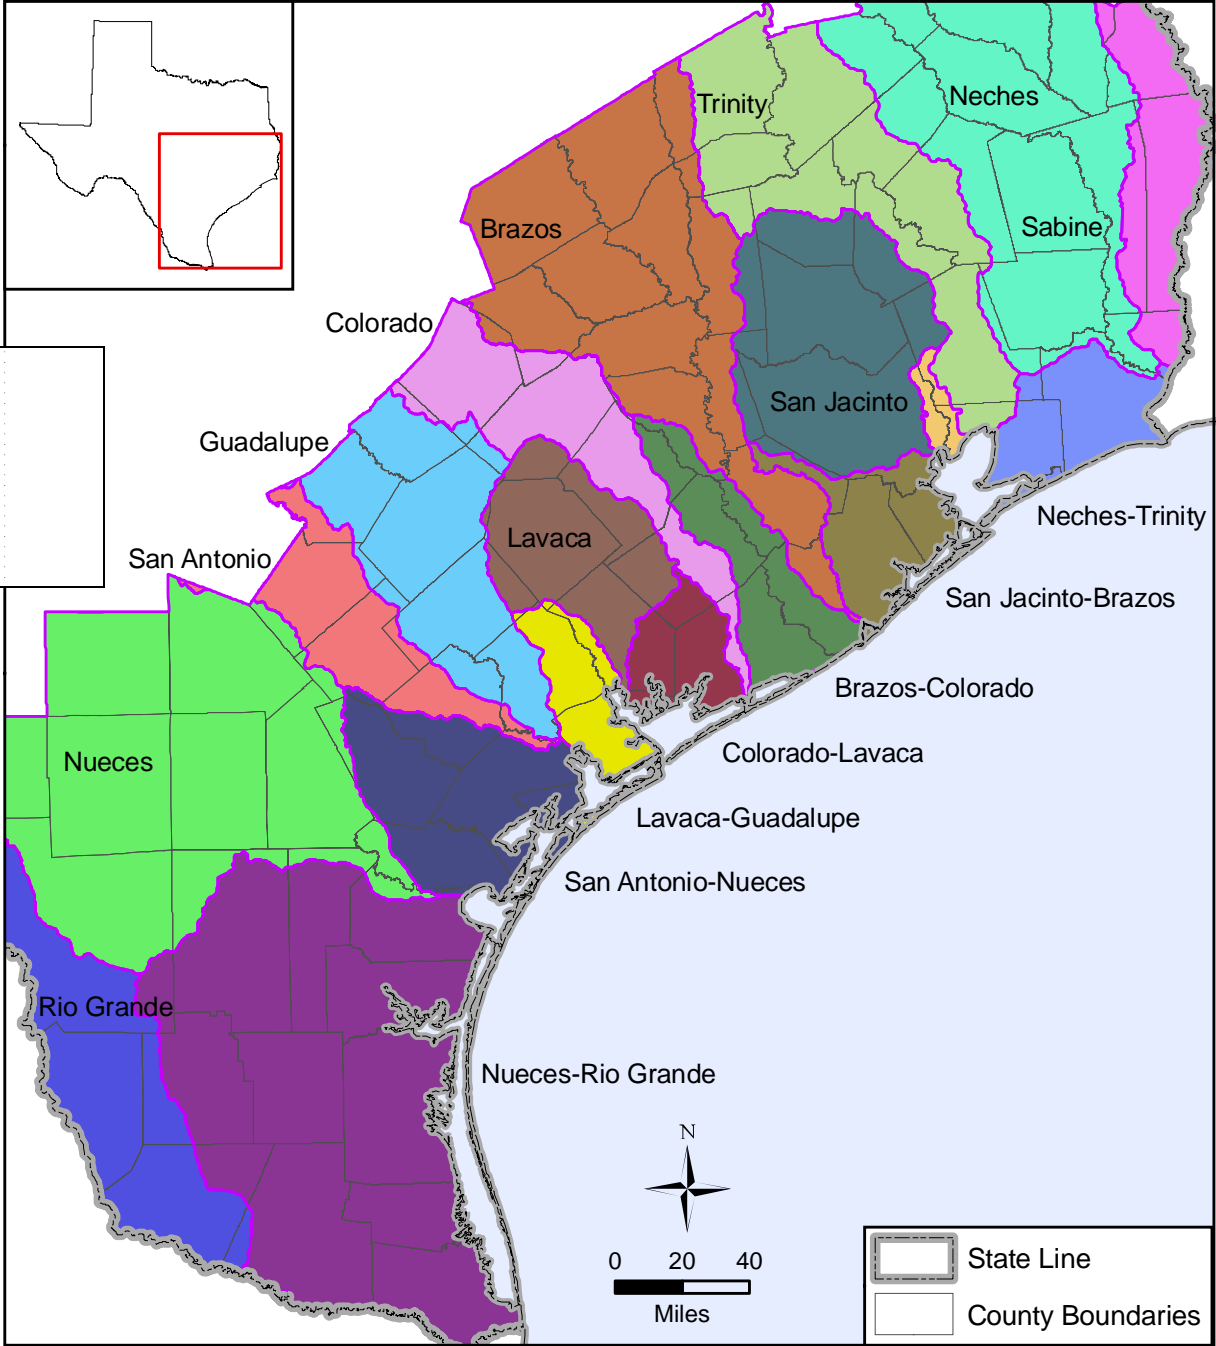 Neches
Trinity
Sabine
Brazos
Colorado
San Jacinto
Guadalupe
Neches-Trinity
Lavaca
San Antonio
San Jacinto-Brazos
Brazos-Colorado
Colorado-Lavaca
Nueces
Lavaca-Guadalupe
San Antonio-Nueces
Rio Grande
Nueces-Rio Grande
N
0 20 40
Miles
State Line
County Boundaries